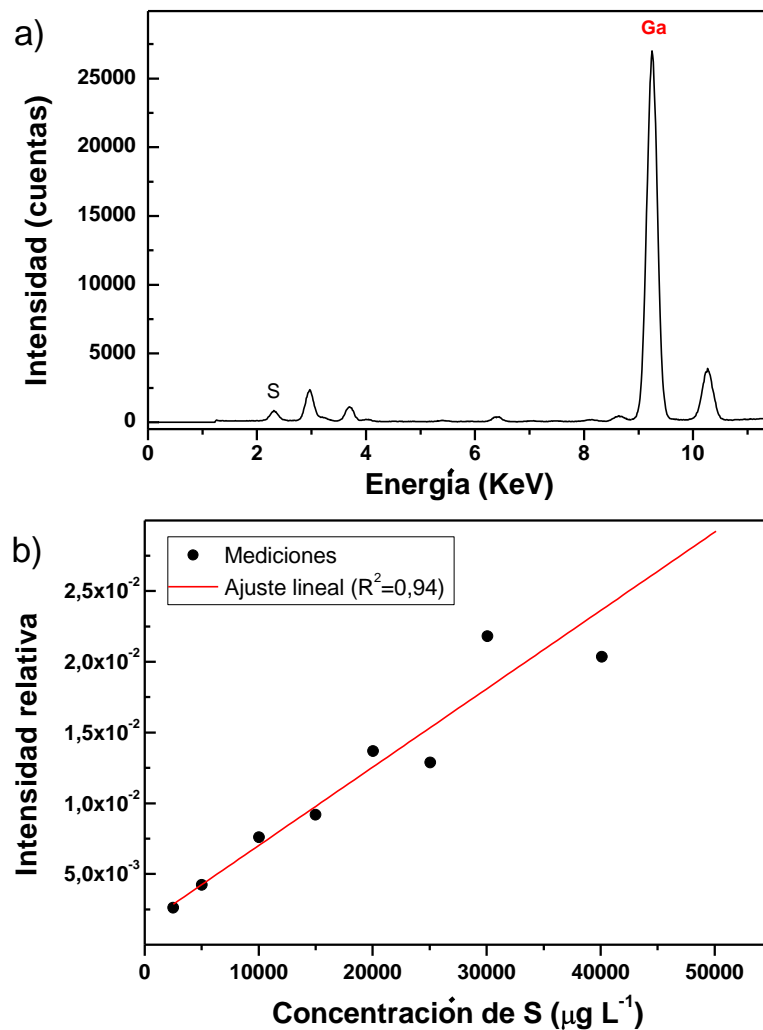 a)
Ga
25000
20000
15000
10000
5000
0
S
0 2 4 6 8 10
Intensidad (cuentas)
Energía (KeV)
b)
Mediciones
Ajuste lineal (R²=0,94)
2,5x10⁻²
2,0x10⁻²
1,5x10⁻²
1,0x10⁻²
5,0x10⁻³
0 10000 20000 30000 40000 50000
Intensidad relativa
Concentración de S (μg L⁻¹)